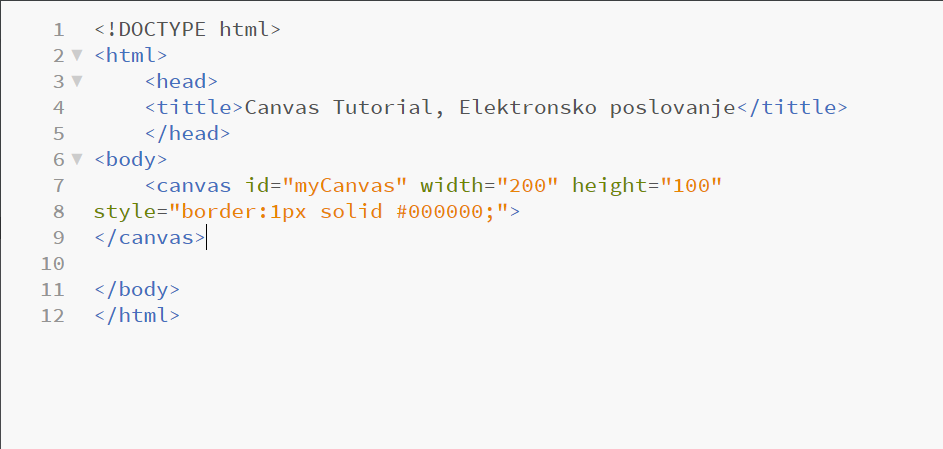 1 <!DOCTYPE html>
2 <html>
3 <head>
4 <tittle>Canvas Tutorial, Elektronsko poslovanje</tittle>
5 </head>
6 <body>
7 <canvas id="myCanvas" width="200" height="100"
8 style="border:1px solid #000000;">
9 </canvas>
10
11 </body>
12 </html>